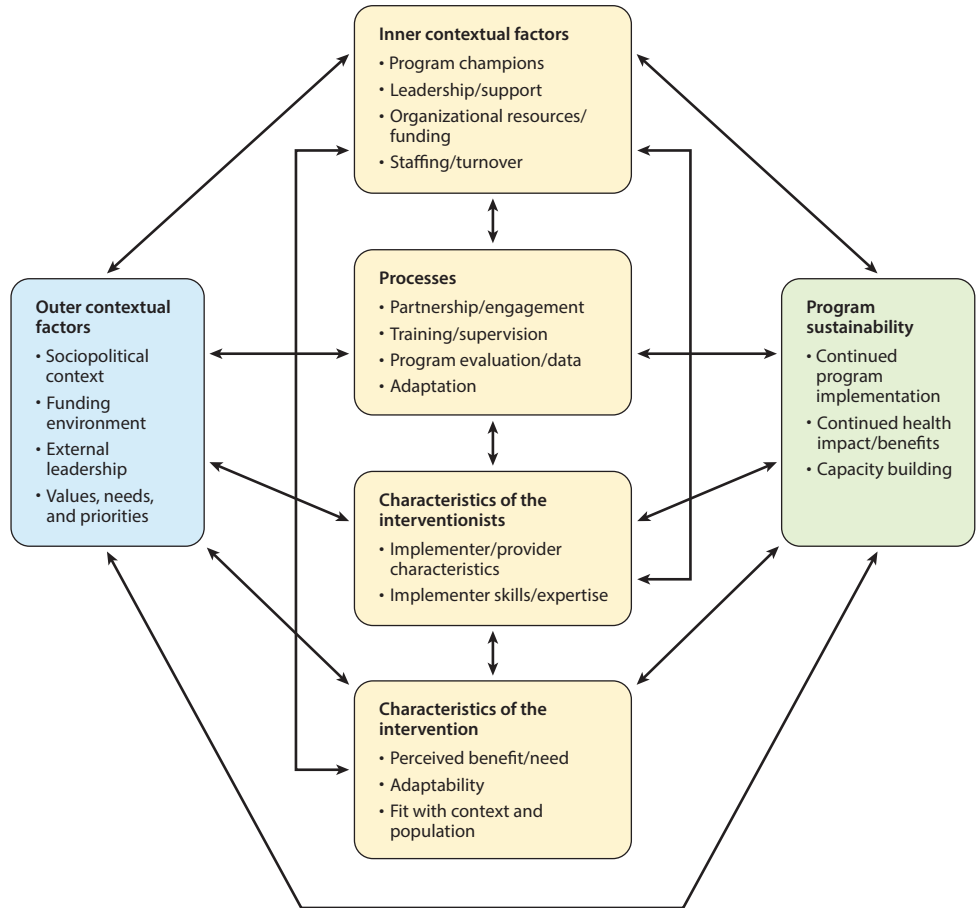 Inner contextual factors
• Program champions
• Leadership/support
• Organizational resources/
funding
• Staffing/turnover
Processes
• Partnership/engagement
• Training/supervision
• Program evaluation/data
• Adaptation
Outer contextual
factors
• Sociopolitical
context
• Funding
environment
• External
leadership
• Values, needs,
and priorities
Program
sustainability
• Continued
program
implementation
• Continued health
impact/benefits
• Capacity building
Characteristics of the
interventionists
• Implementer/provider
characteristics
• Implementer skills/expertise
Characteristics of the
intervention
• Perceived benefit/need
• Adaptability
• Fit with context and
population